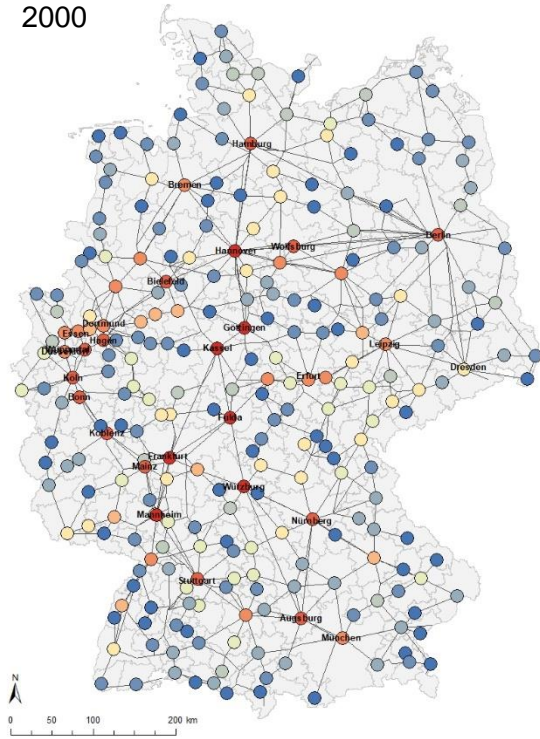 2000
Hamburg
Bremen
Berlin
Hannover
Wolfsburg
Bielefeld
Göttingen
Dortmund
Essen
Hagen
Düsseldorf
Kassel
Leipzig
Dresden
Köln
Erfurt
Bonn
Fulda
Koblenz
Frankfurt
Mainz
Würzburg
Mannheim
Nürnberg
Stuttgart
Augsburg
München
N
0 50 100 200 km